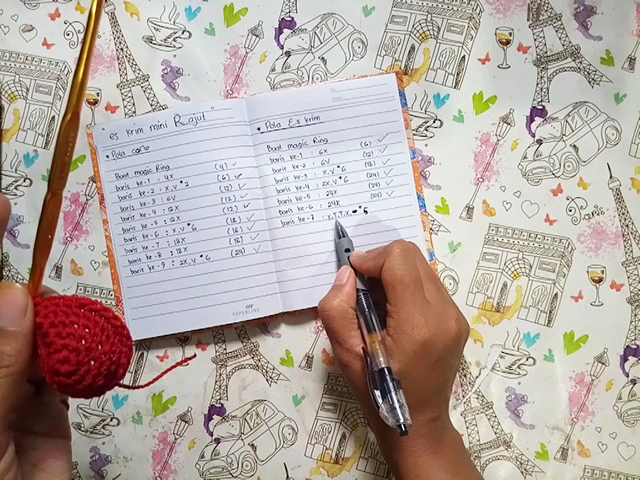 es krim mini Rajut
• Pola cone
Buat magic Ring
baris ke-1 : 4X (4) ✓
baris ke-2 : X,V *2 (6) ✓
baris ke-3 : 6V (12) ✓
baris ke-4 : 12X (12) ✓
baris ke-5 : 12X (12) ✓
baris ke-6 : X,V *6 (18) ✓
baris ke-7 : 18X (18) ✓
baris ke-8 : 18X (18) ✓
baris ke-9 : 2X,V *6 (24) ✓
PAPERLINE
• Pola Es krim
Buat magic Ring
baris ke-1 : 6X (6) ✓
baris ke-2 : 6V (12) ✓
baris ke-3 : X,V *6 (18) ✓
baris ke-4 : 2X,V *6 (24) ✓
baris ke-5 : 24X (24) ✓
baris ke-6 : 24X ✓
baris ke-7 : X,T,T,V
Paris